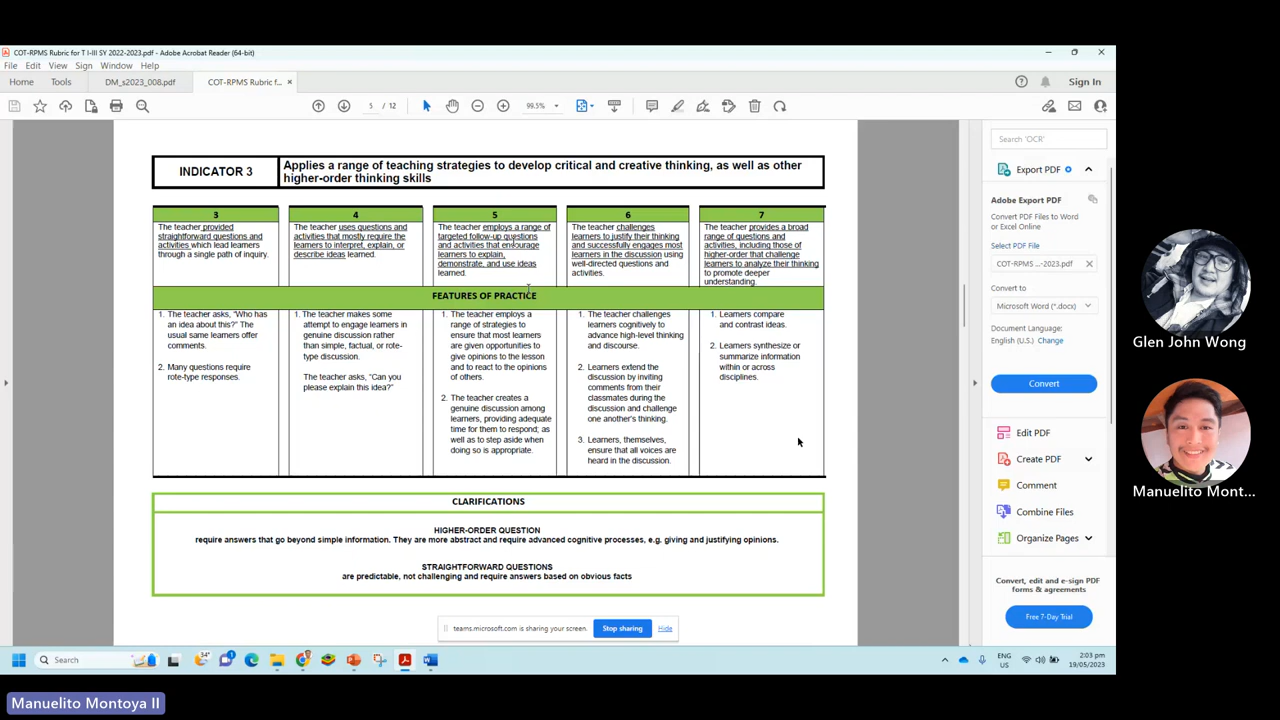 COT-RPMS Rubric for T I-III SY 2022-2023.pdf - Adobe Acrobat Reader (64-bit)
File Edit View Sign Window Help
Home Tools DM_s2023_008.pdf COT-RPMS Rubric f... × Sign In
5 / 12 99.5%
INDICATOR 3
Applies a range of teaching strategies to develop critical and creative thinking, as well as other
higher-order thinking skills
3
The teacher provided
straightforward questions and
activities which lead learners
through a single path of inquiry.
4
The teacher uses questions and
activities that mostly require the
learners to interpret, explain, or
describe ideas learned.
5
The teacher employs a range of
targeted follow-up questions
and activities that encourage
learners to explain,
demonstrate, and use ideas
learned.
6
The teacher challenges
learners to justify their thinking
and successfully engages most
learners in the discussion using
well-directed questions and
activities.
7
The teacher provides a broad
range of questions and
activities, including those of
higher-order that challenge
learners to analyze their thinking
to promote deeper
understanding.
FEATURES OF PRACTICE
1. The teacher asks, “Who has
an idea about this?” The
usual same learners offer
comments.
2. Many questions require
rote-type responses.
1. The teacher makes some
attempt to engage learners in
genuine discussion rather
than simple, factual, or rote-
type discussion.
The teacher asks, “Can you
please explain this idea?”
1. The teacher employs a
range of strategies to
ensure that most learners
are given opportunities to
give opinions to the lesson
and to react to the opinions
of others.
2. The teacher creates a
genuine discussion among
learners, providing adequate
time for them to respond; as
well as to step aside when
doing so is appropriate.
1. The teacher challenges
learners cognitively to
advance high-level thinking
and discourse.
2. Learners extend the
discussion by inviting
comments from their
classmates during the
discussion and challenge
one another's thinking.
3. Learners, themselves,
ensure that all voices are
heard in the discussion.
1. Learners compare
and contrast ideas.
2. Learners synthesize or
summarize information
within or across
disciplines.
CLARIFICATIONS
HIGHER-ORDER QUESTION
require answers that go beyond simple information. They are more abstract and require advanced cognitive processes, e.g. giving and justifying opinions.
STRAIGHTFORWARD QUESTIONS
are predictable, not challenging and require answers based on obvious facts
Search 'OCR'
Export PDF
Adobe Export PDF
Convert PDF Files to Word
or Excel Online
Select PDF File
COT-RPMS ...-2023.pdf ×
Convert to
Microsoft Word (*.docx)
Document Language:
English (U.S.) Change
Convert
Edit PDF
Create PDF
Comment
Combine Files
Organize Pages
Convert, edit and e-sign PDF
forms & agreements
Free 7-Day Trial
teams.microsoft.com is sharing your screen. Stop sharing Hide
Search
34°
ENG
US
2:03 pm
19/05/2023
Glen John Wong
Manuelito Mont...
Manuelito Montoya II